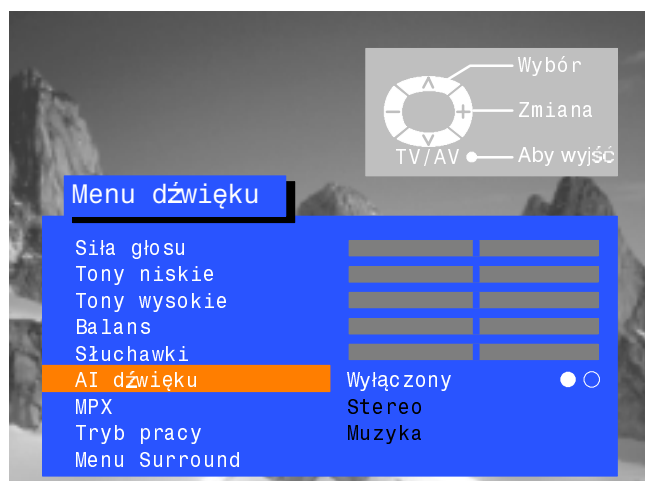 Wybór
Zmiana
TV/AV Aby wyjść
Menu dźwięku
Siła głosu
Tony niskie
Tony wysokie
Balans
Słuchawki
AI dźwięku Wyłączony
MPX Stereo
Tryb pracy Muzyka
Menu Surround